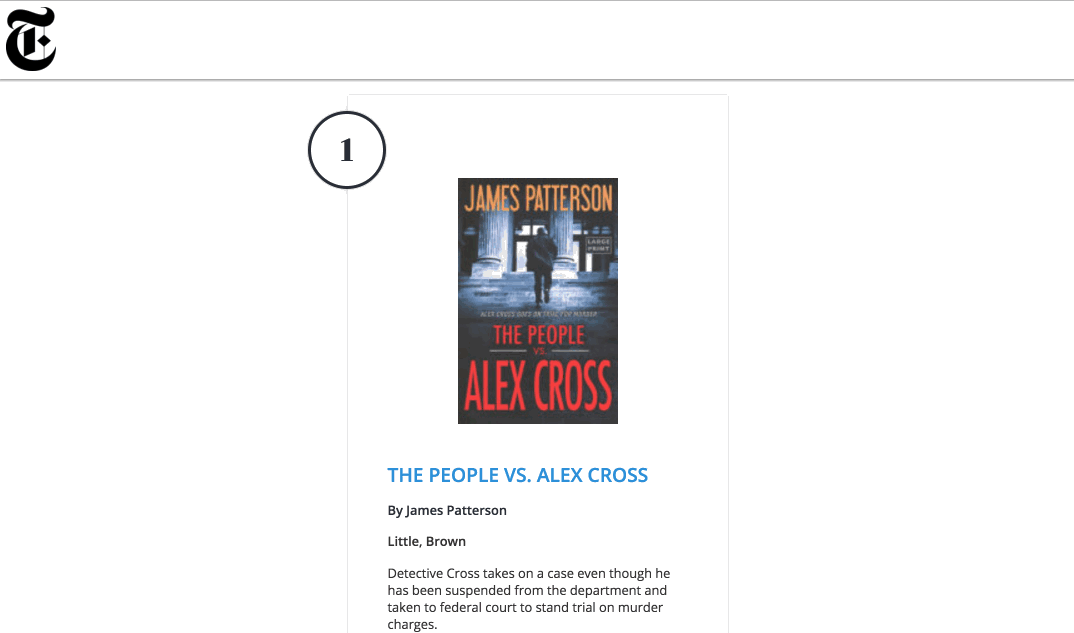 T
1
JAMES PATTERSON
LARGE
PRINT
ALEX CROSS GOES ON TRIAL FOR MURDER
THE PEOPLE
VS.
ALEX CROSS
THE PEOPLE VS. ALEX CROSS
By James Patterson
Little, Brown
Detective Cross takes on a case even though he
has been suspended from the department and
taken to federal court to stand trial on murder
charges.